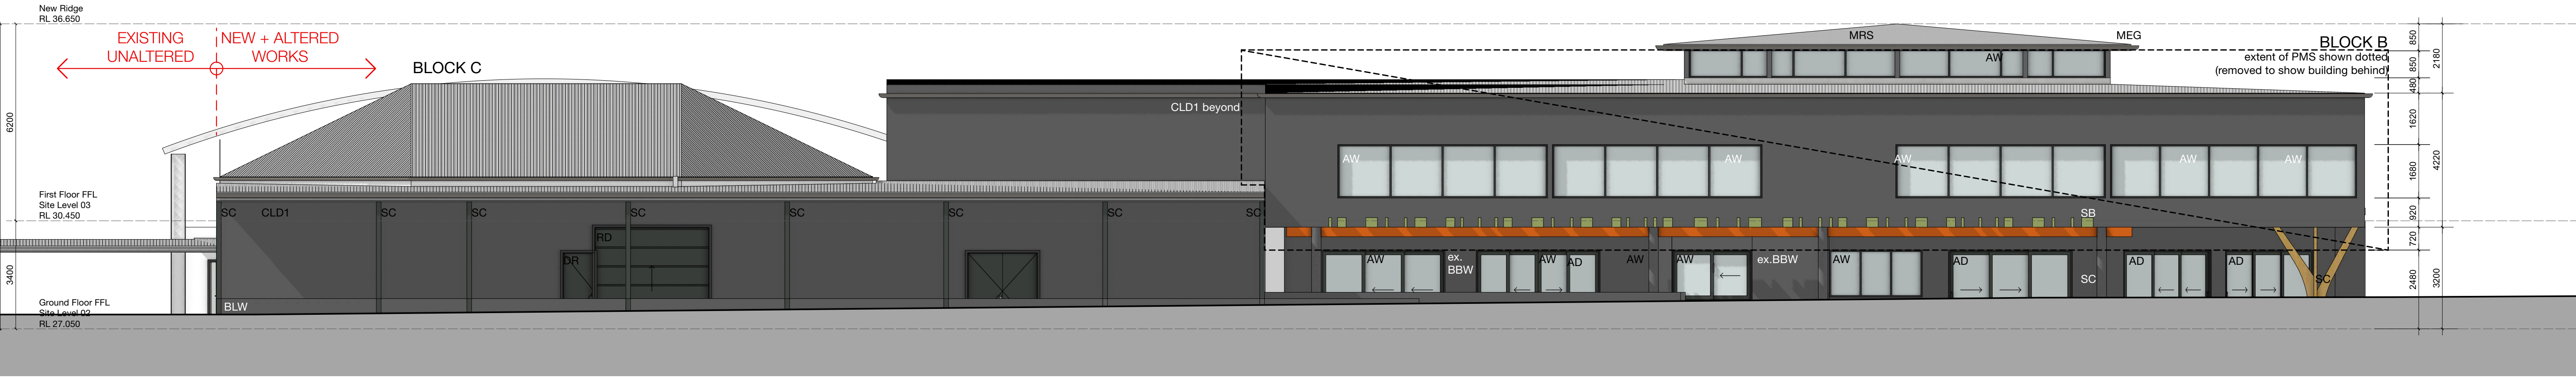 New Ridge
RL 36.650
EXISTING
UNALTERED
NEW + ALTERED
WORKS
BLOCK C
MRS
MEG
BLOCK B
AW
extent of PMS shown dotted
(removed to show building behind)
CLD1 beyond
850
850
480
2180
6200
1620
1680
4220
AW
AW
AW
AW
AW
First Floor FFL
Site Level 03
RL 30.450
SC
CLD1
SC
SC
SC
SC
SC
SC
SC
SB
920
720
RD
DR
AW
ex.
BBW
AW
AD
AW
AW
ex.BBW
AW
AD
SC
AD
AD
SC
3400
2480
3200
Ground Floor FFL
Site Level 02
RL 27.050
BLW